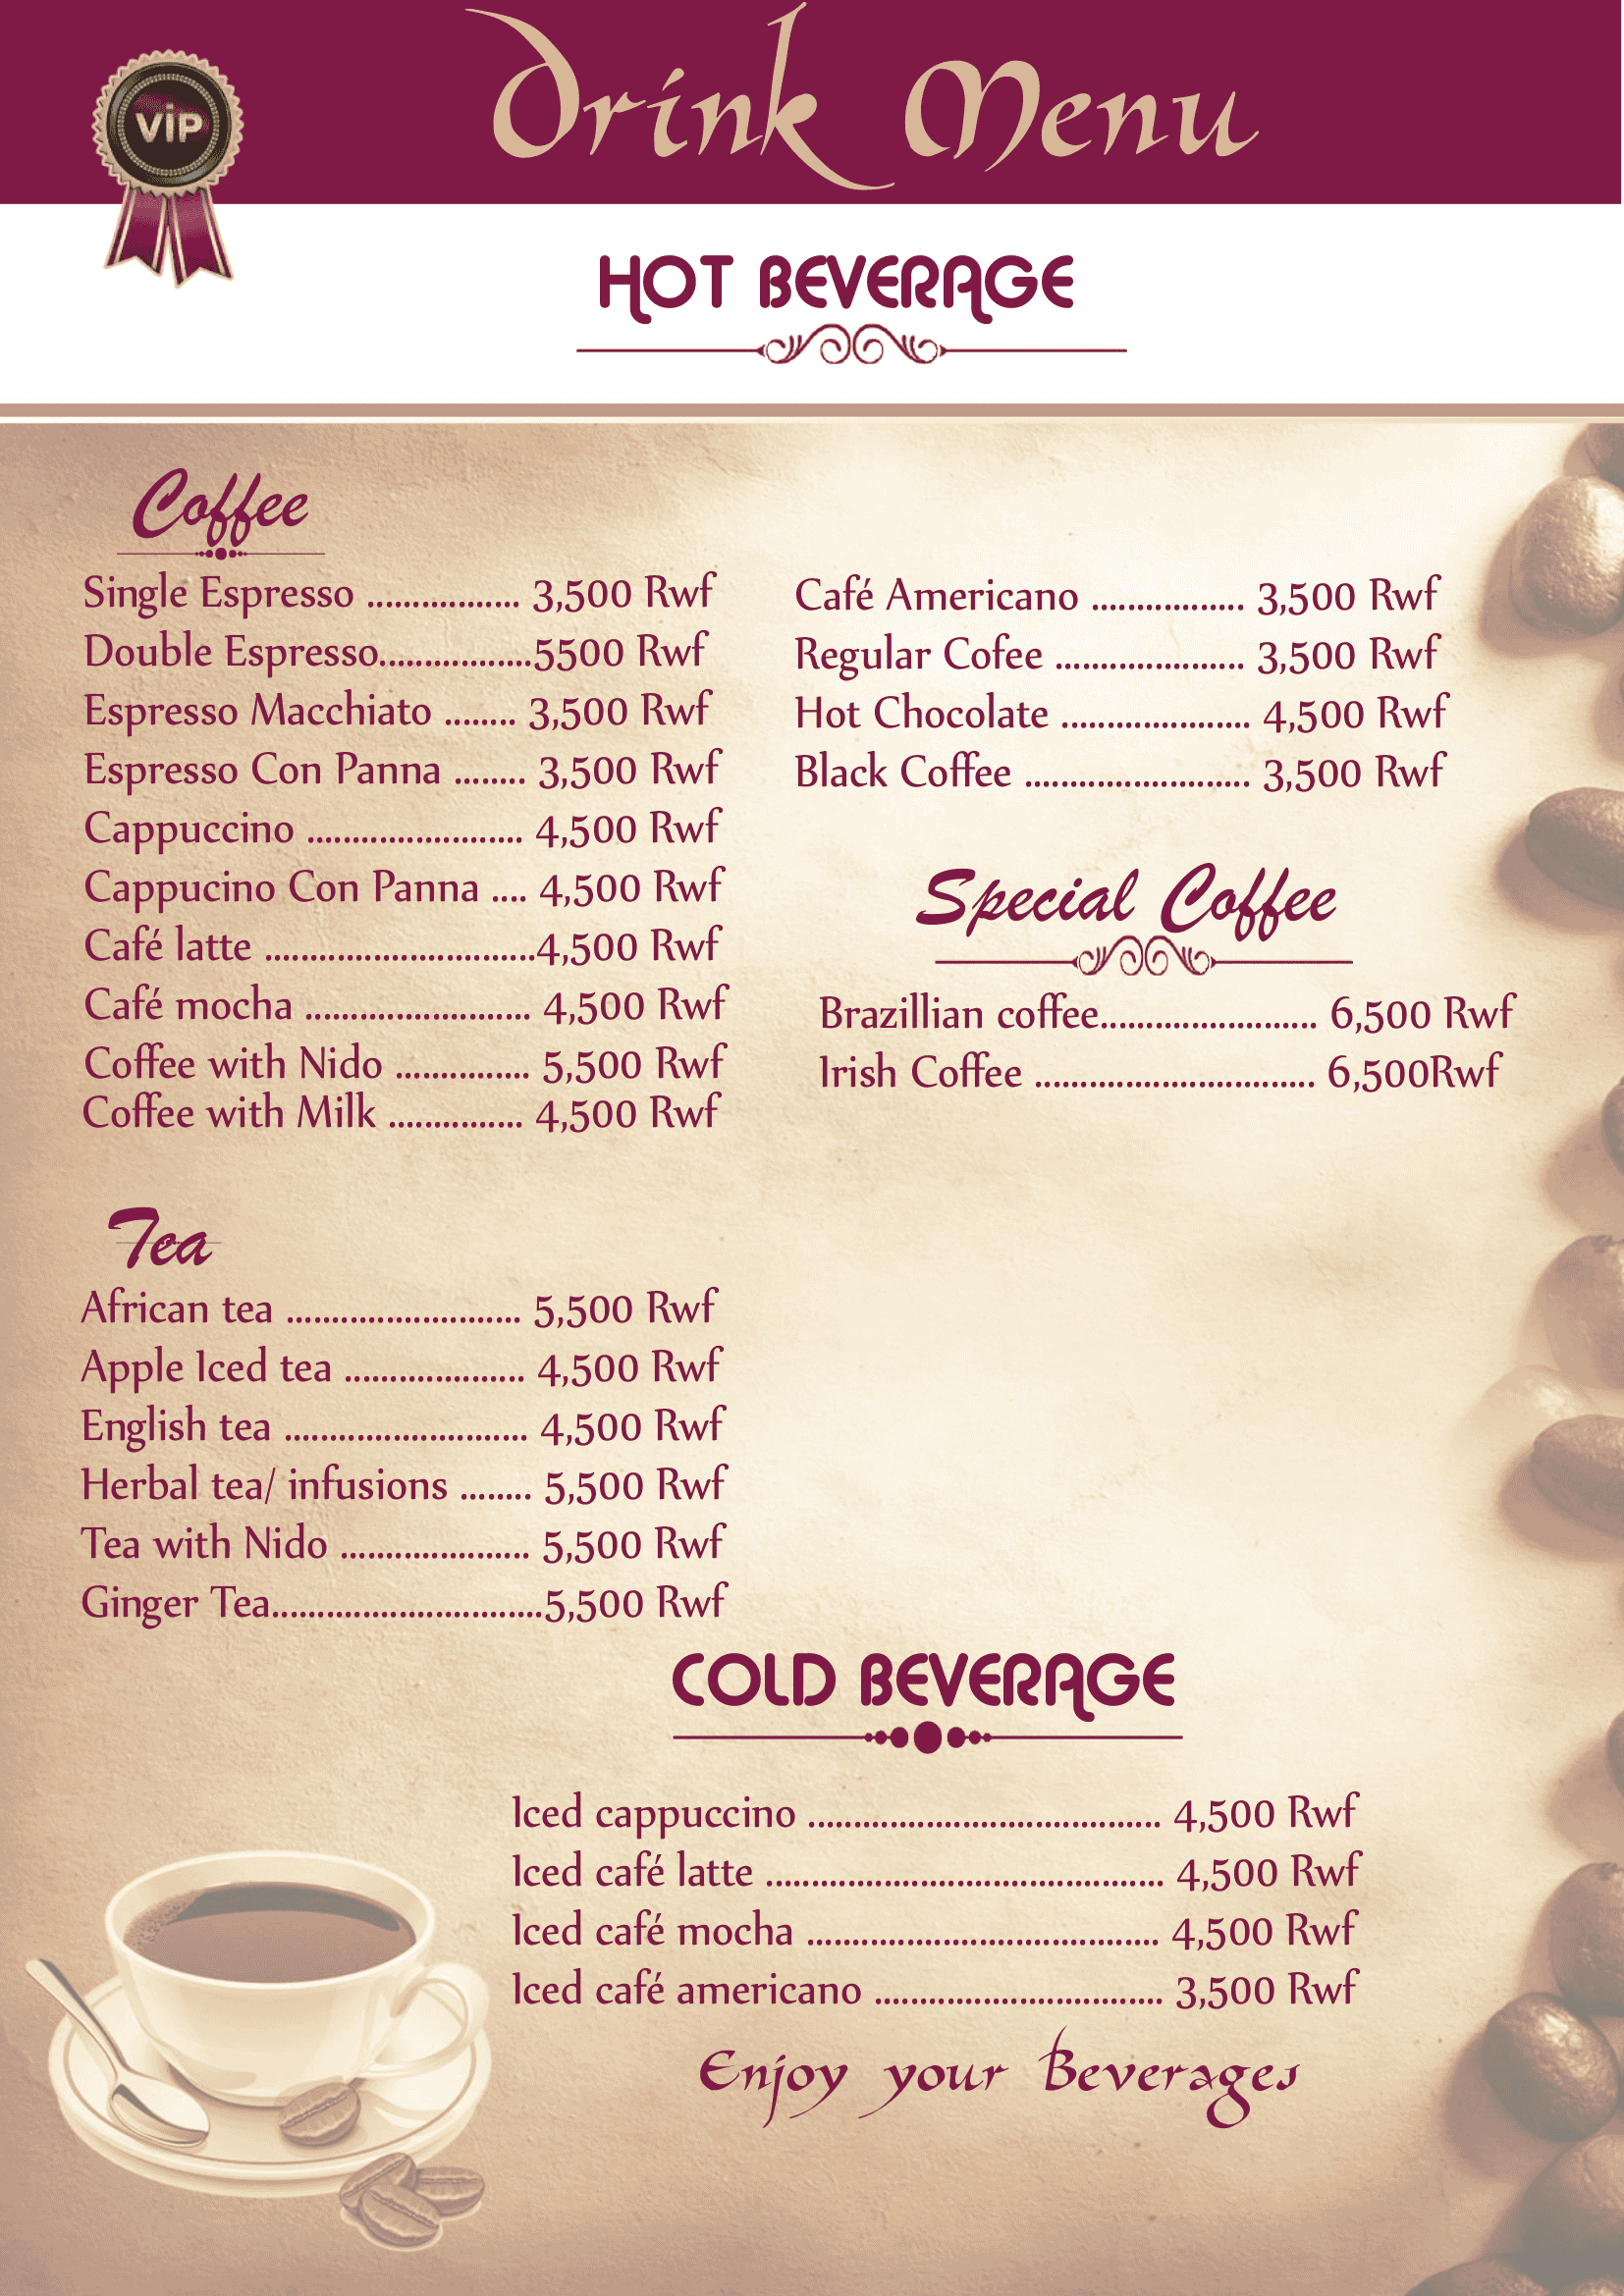 VIP
Drink Menu
HOT BEVERAGE
Coffee
Single Espresso ................. 3,500 Rwf
Double Espresso.................5500 Rwf
Espresso Macchiato ........ 3,500 Rwf
Espresso Con Panna ........ 3,500 Rwf
Cappuccino ........................ 4,500 Rwf
Cappucino Con Panna .... 4,500 Rwf
Café latte ..............................4,500 Rwf
Café mocha ......................... 4,500 Rwf
Coffee with Nido ............... 5,500 Rwf
Coffee with Milk ............... 4,500 Rwf
Café Americano ................. 3,500 Rwf
Regular Cofee ..................... 3,500 Rwf
Hot Chocolate ..................... 4,500 Rwf
Black Coffee ......................... 3,500 Rwf
Special Coffee
Brazillian coffee........................ 6,500 Rwf
Irish Coffee ............................... 6,500Rwf
Tea
African tea .......................... 5,500 Rwf
Apple Iced tea .................... 4,500 Rwf
English tea ........................... 4,500 Rwf
Herbal tea/ infusions ........ 5,500 Rwf
Tea with Nido ..................... 5,500 Rwf
Ginger Tea..............................5,500 Rwf
COLD BEVERAGE
Iced cappuccino ....................................... 4,500 Rwf
Iced café latte ............................................ 4,500 Rwf
Iced café mocha ....................................... 4,500 Rwf
Iced café americano ................................ 3,500 Rwf
Enjoy your Beverages